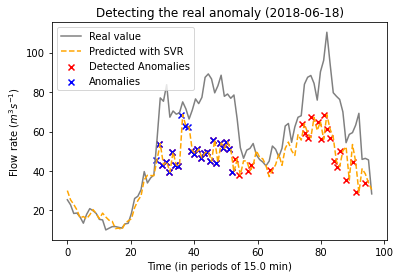 Detecting the real anomaly (2018-06-18)
Real value
Predicted with SVR
Detected Anomalies
Anomalies
Flow rate (m³s⁻¹)
100
80
60
40
20
0 20 40 60 80 100
Time (in periods of 15.0 min)